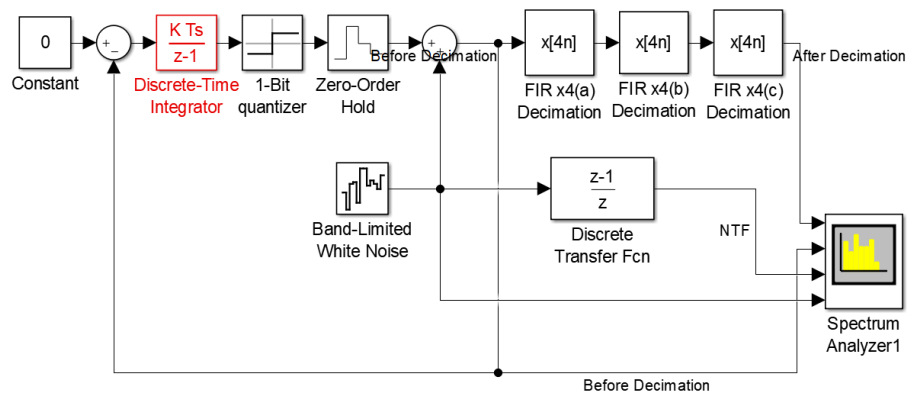 0
Constant
+
−
K Ts
z-1
Discrete-Time
Integrator
1-Bit
quantizer
Zero-Order
Hold
Before Decimation
+
+
x[4n]
FIR x4(a)
Decimation
x[4n]
FIR x4(b)
Decimation
x[4n]
FIR x4(c)
Decimation
After Decimation
Band-Limited
White Noise
z-1
z
Discrete
Transfer Fcn
NTF
Spectrum
Analyzer1
Before Decimation